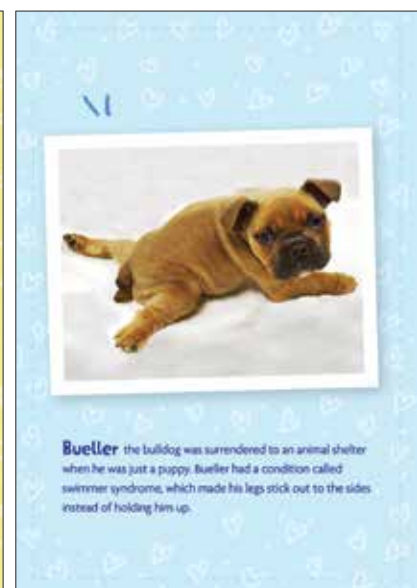 Bueller the bulldog was surrendered to an animal shelter
when he was just a puppy. Bueller had a condition called
swimmer syndrome, which made his legs stick out to the sides
instead of holding him up.